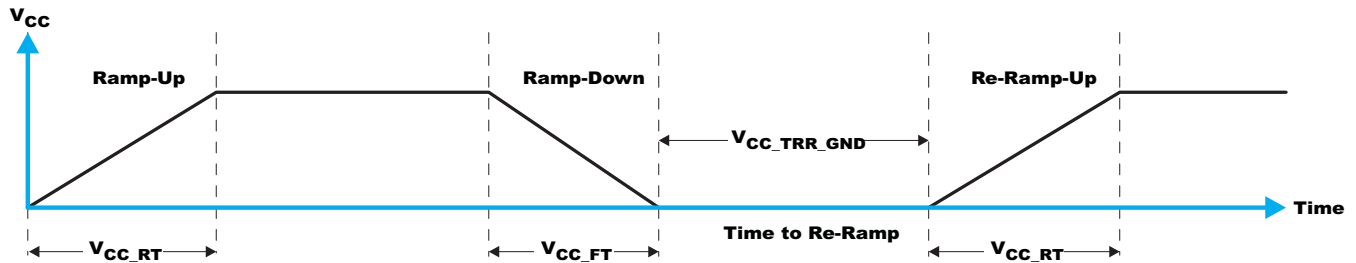 VCC
Ramp-Up
Ramp-Down
Re-Ramp-Up
VCC_TRR_GND
Time
Time to Re-Ramp
VCC_RT
VCC_FT
VCC_RT